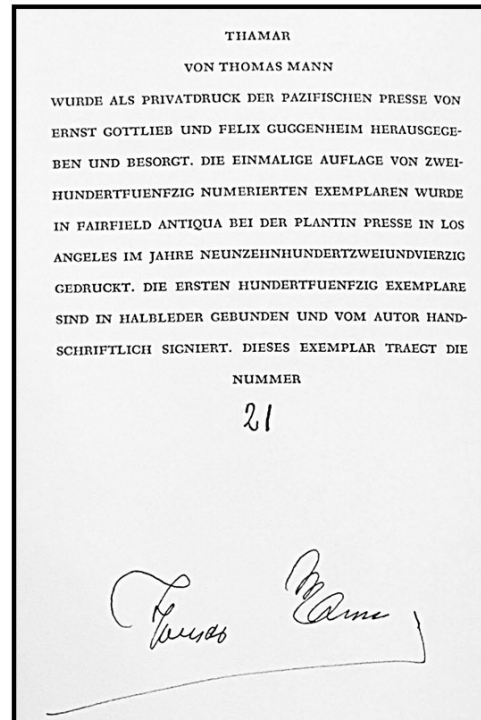 THAMAR
VON THOMAS MANN
WURDE ALS PRIVATDRUCK DER PAZIFISCHEN PRESSE VON
ERNST GOTTLIEB UND FELIX GUGGENHEIM HERAUSGEGE-
BEN UND BESORGT. DIE EINMALIGE AUFLAGE VON ZWEI-
HUNDERTFUENFZIG NUMERIERTEN EXEMPLAREN WURDE
IN FAIRFIELD ANTIQUA BEI DER PLANTIN PRESSE IN LOS
ANGELES IM JAHRE NEUNZEHNHUNDERTZWEIUNDVIERZIG
GEDRUCKT. DIE ERSTEN HUNDERTFUENFZIG EXEMPLARE
SIND IN HALBLEDER GEBUNDEN UND VOM AUTOR HAND-
SCHRIFTLICH SIGNIERT. DIESES EXEMPLAR TRAEGT DIE
NUMMER
21
Thomas Mann